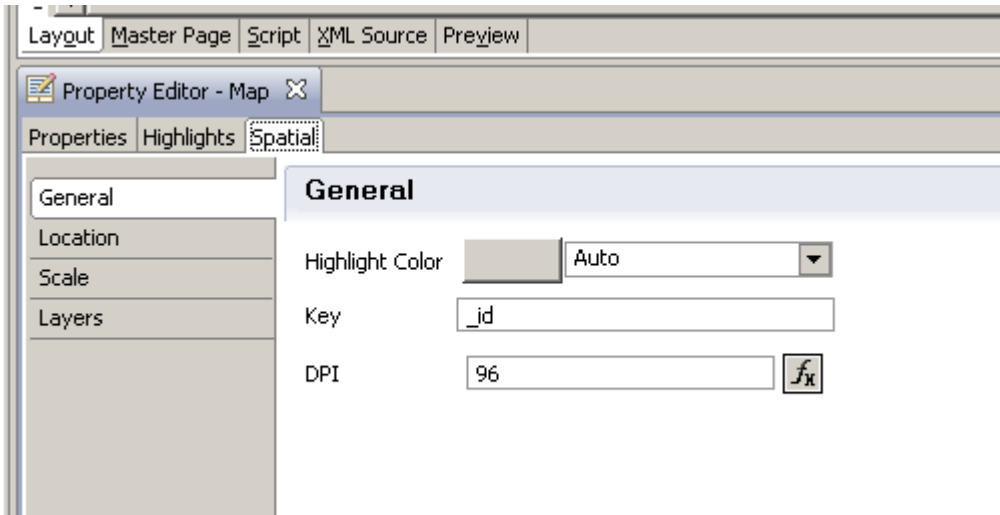 Layout Master Page Script XML Source Preview
Property Editor - Map
Properties Highlights Spatial
General
General
Location
Highlight Color Auto
Scale
Layers
Key _id
DPI 96 fx